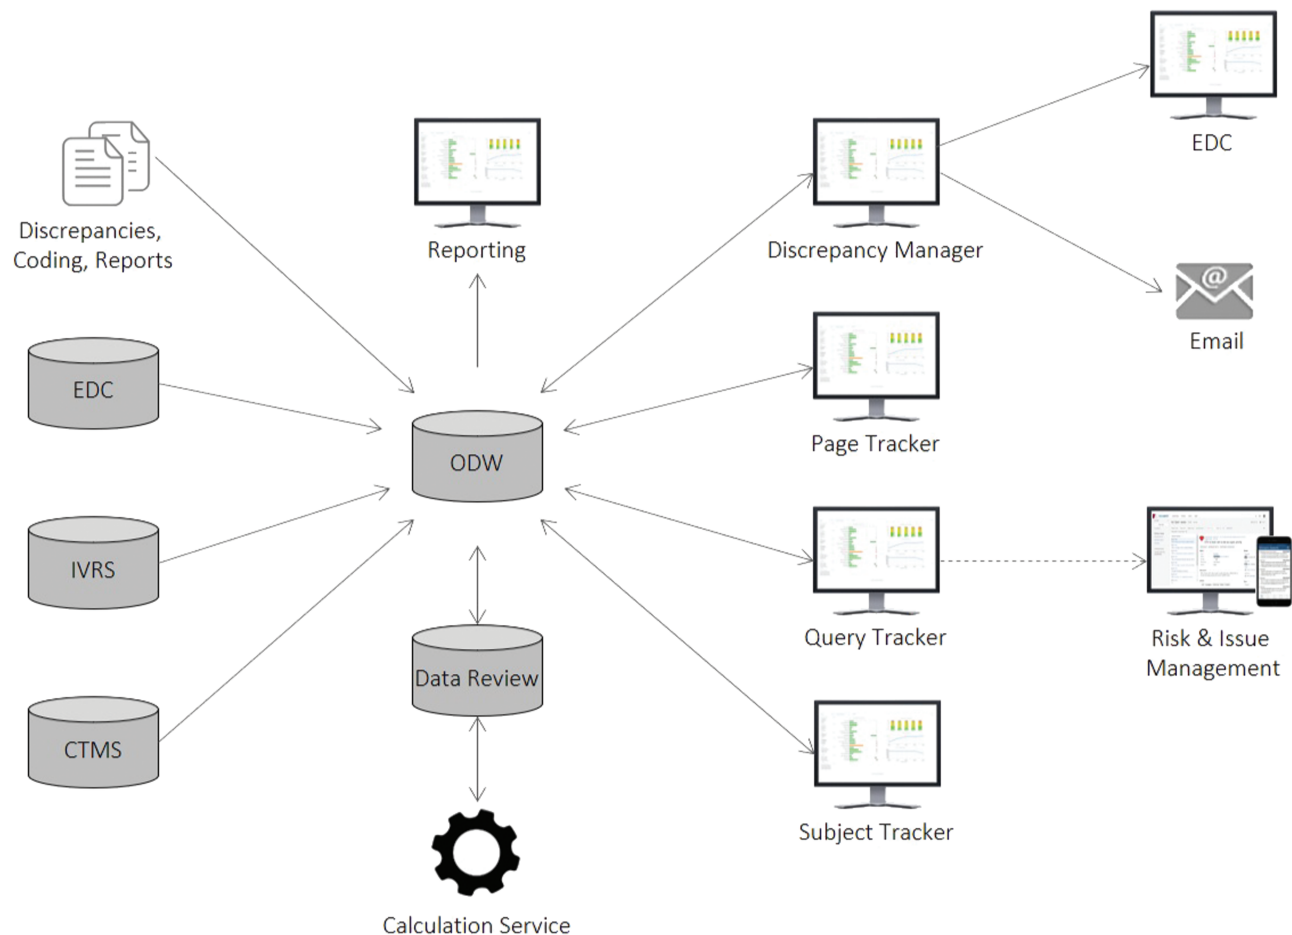 EDC
Discrepancies,
Coding, Reports
Reporting
Discrepancy Manager
@
Email
EDC
Page Tracker
ODW
IVRS
Query Tracker
Risk & Issue
Management
Data Review
CTMS
Subject Tracker
Calculation Service